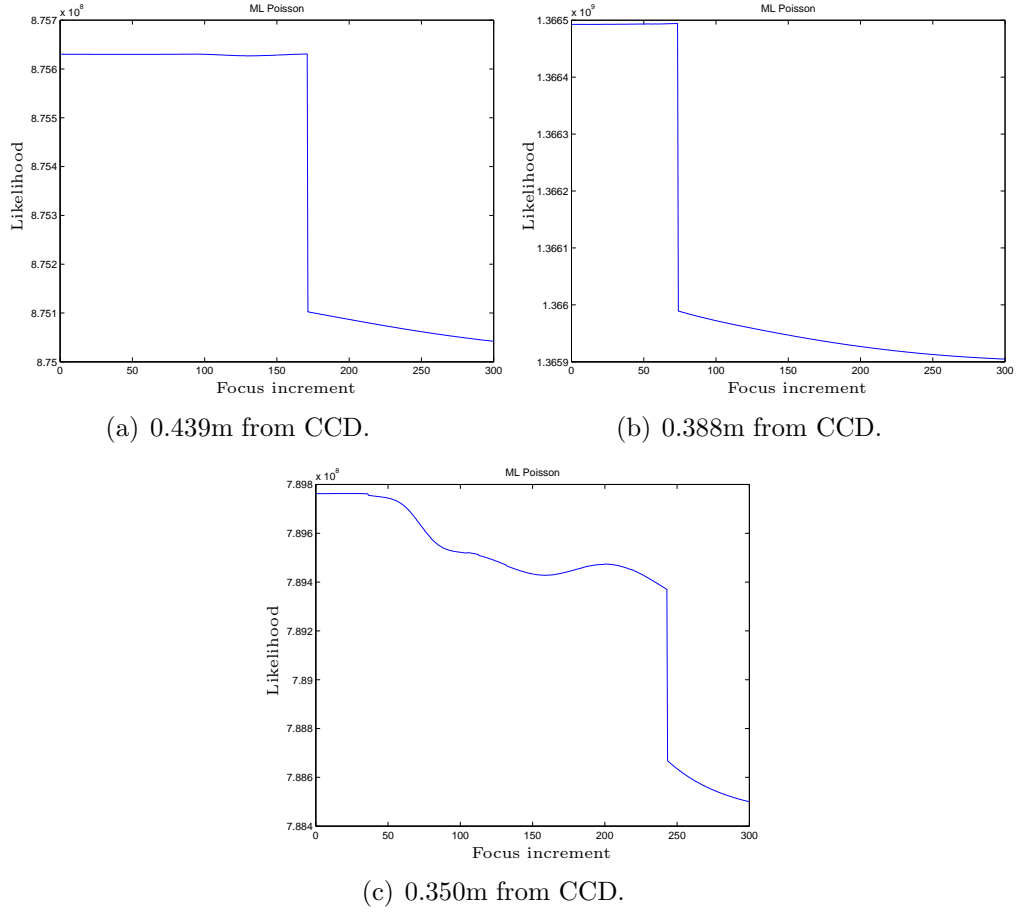 ML Poisson
x 10^8
8.757
8.756
8.755
8.754
8.753
8.752
8.751
8.75
Likelihood
0 50 100 150 200 250 300
Focus increment
(a) 0.439m from CCD.
ML Poisson
x 10^9
1.3665
1.3664
1.3663
1.3662
1.3661
1.366
1.3659
Likelihood
0 50 100 150 200 250 300
Focus increment
(b) 0.388m from CCD.
ML Poisson
x 10^8
7.898
7.896
7.894
7.892
7.89
7.888
7.886
7.884
Likelihood
0 50 100 150 200 250 300
Focus increment
(c) 0.350m from CCD.